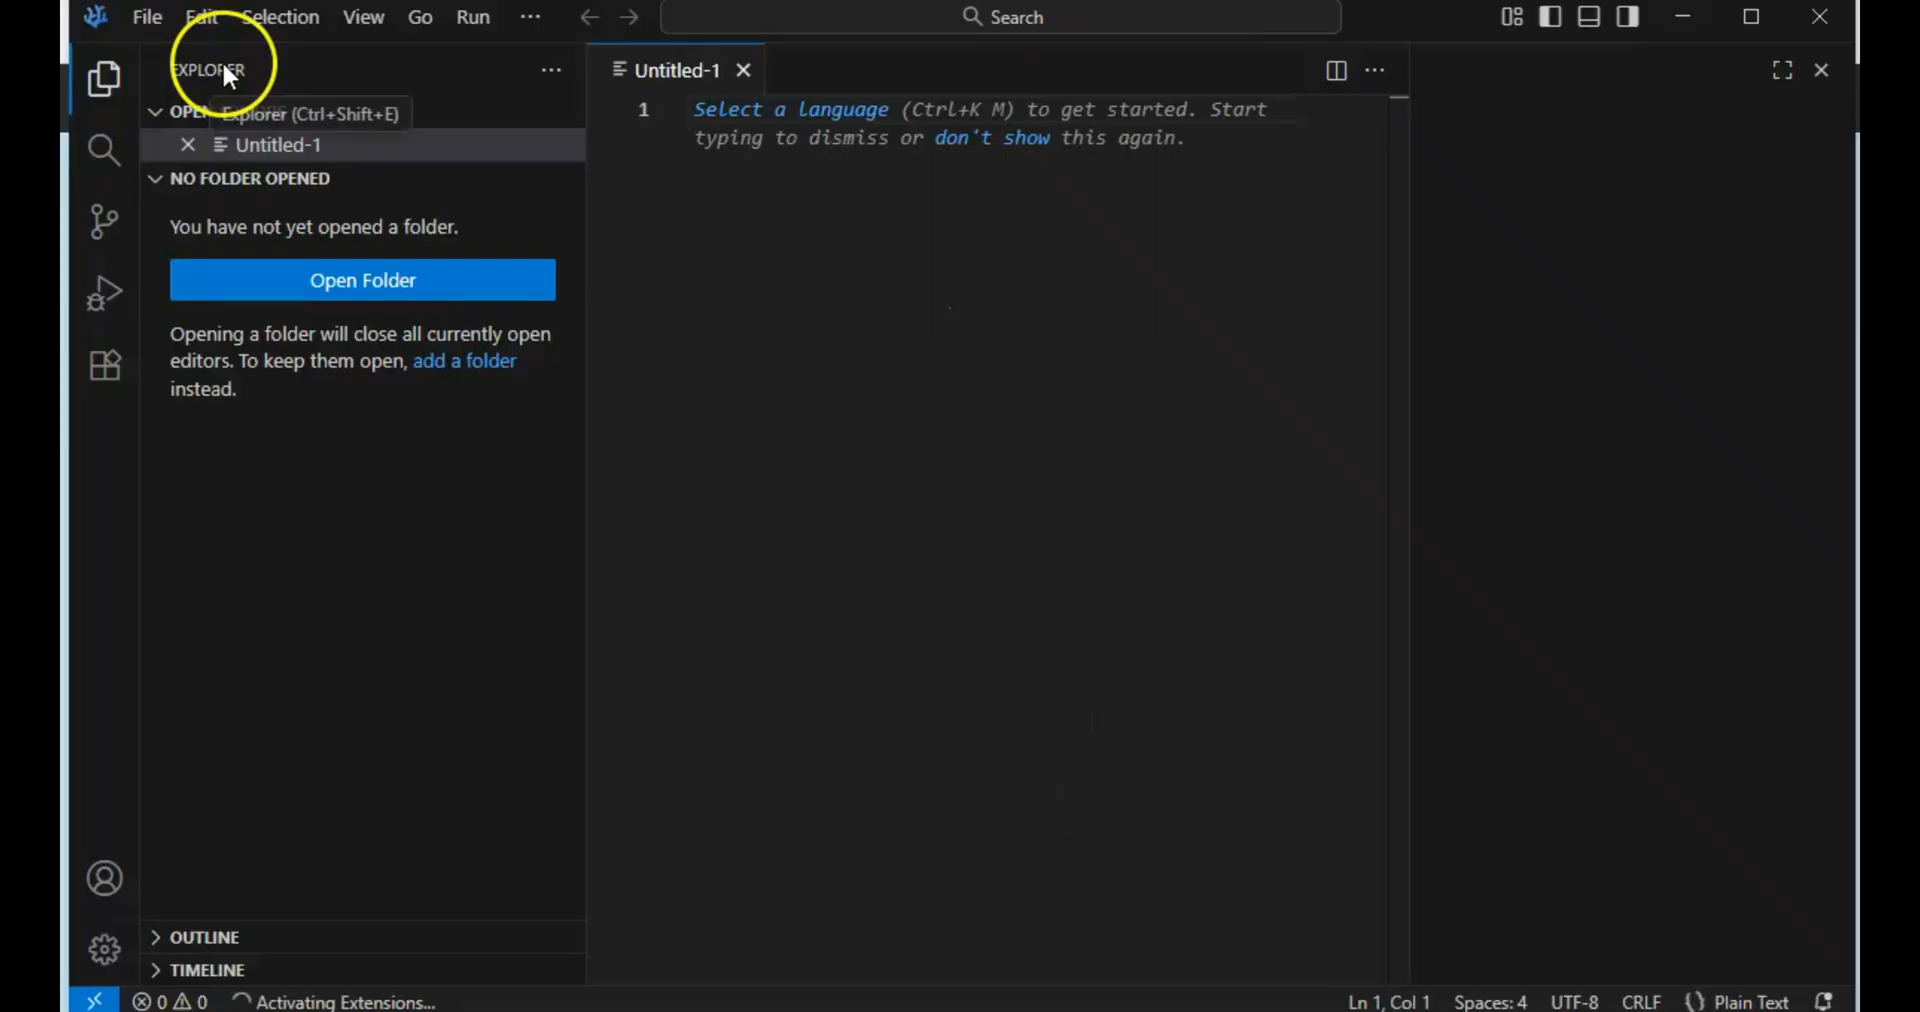 File Edit Selection View Go Run ...
Search
EXPLORER ...
Explorer (Ctrl+Shift+E)
Untitled-1
NO FOLDER OPENED
You have not yet opened a folder.
Open Folder
Opening a folder will close all currently open
editors. To keep them open, add a folder
instead.
OUTLINE
TIMELINE
Untitled-1
1 Select a language (Ctrl+K M) to get started. Start
typing to dismiss or don't show this again.
0 0 Activating Extensions...
Ln 1, Col 1 Spaces: 4 UTF-8 CRLF {} Plain Text